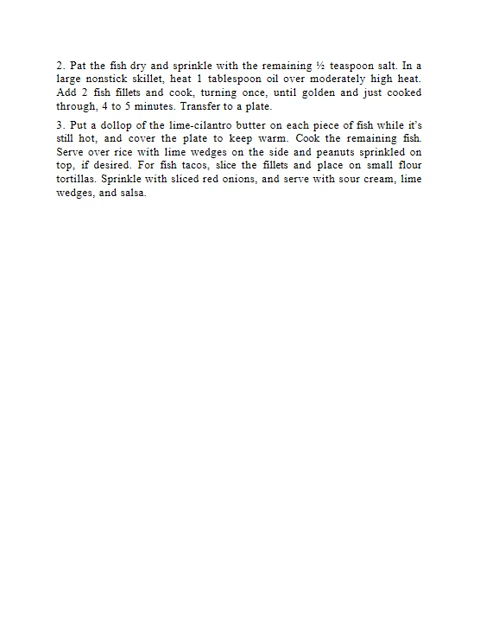 2. Pat the fish dry and sprinkle with the remaining ½ teaspoon salt. In a
large nonstick skillet, heat 1 tablespoon oil over moderately high heat.
Add 2 fish fillets and cook, turning once, until golden and just cooked
through, 4 to 5 minutes. Transfer to a plate.
3. Put a dollop of the lime-cilantro butter on each piece of fish while it’s
still hot, and cover the plate to keep warm. Cook the remaining fish.
Serve over rice with lime wedges on the side and peanuts sprinkled on
top, if desired. For fish tacos, slice the fillets and place on small flour
tortillas. Sprinkle with sliced red onions, and serve with sour cream, lime
wedges, and salsa.